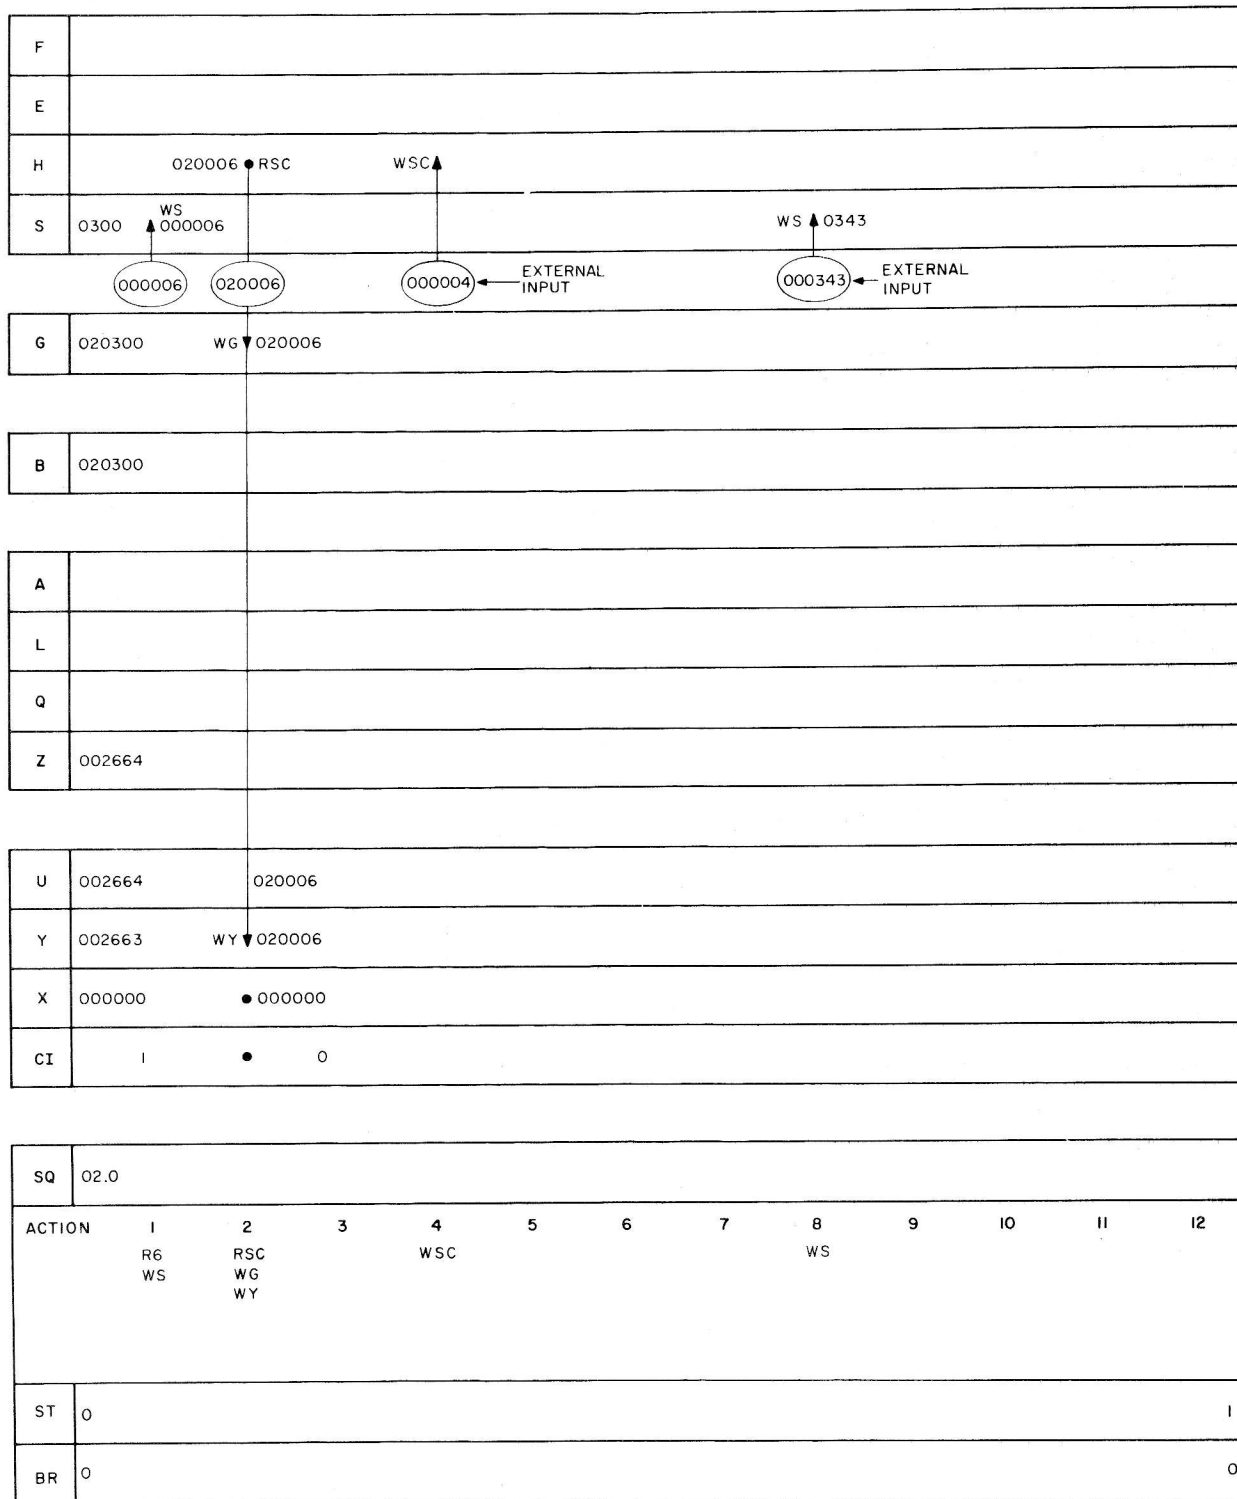 F
E
H 020006 RSC WSC
WS
S 0300 000006 WS 0343
000006 020006 000004 EXTERNAL INPUT 000343 EXTERNAL INPUT
G 020300 WG 020006
B 020300
A
L
Q
Z 002664
U 002664 020006
Y 002663 WY 020006
X 000000 000000
CI 1 0
SQ 02.0
ACTION 1 2 3 4 5 6 7 8 9 10 11 12
R6 RSC WSC WS
WS WG
WY
ST 0 1
BR 0 0